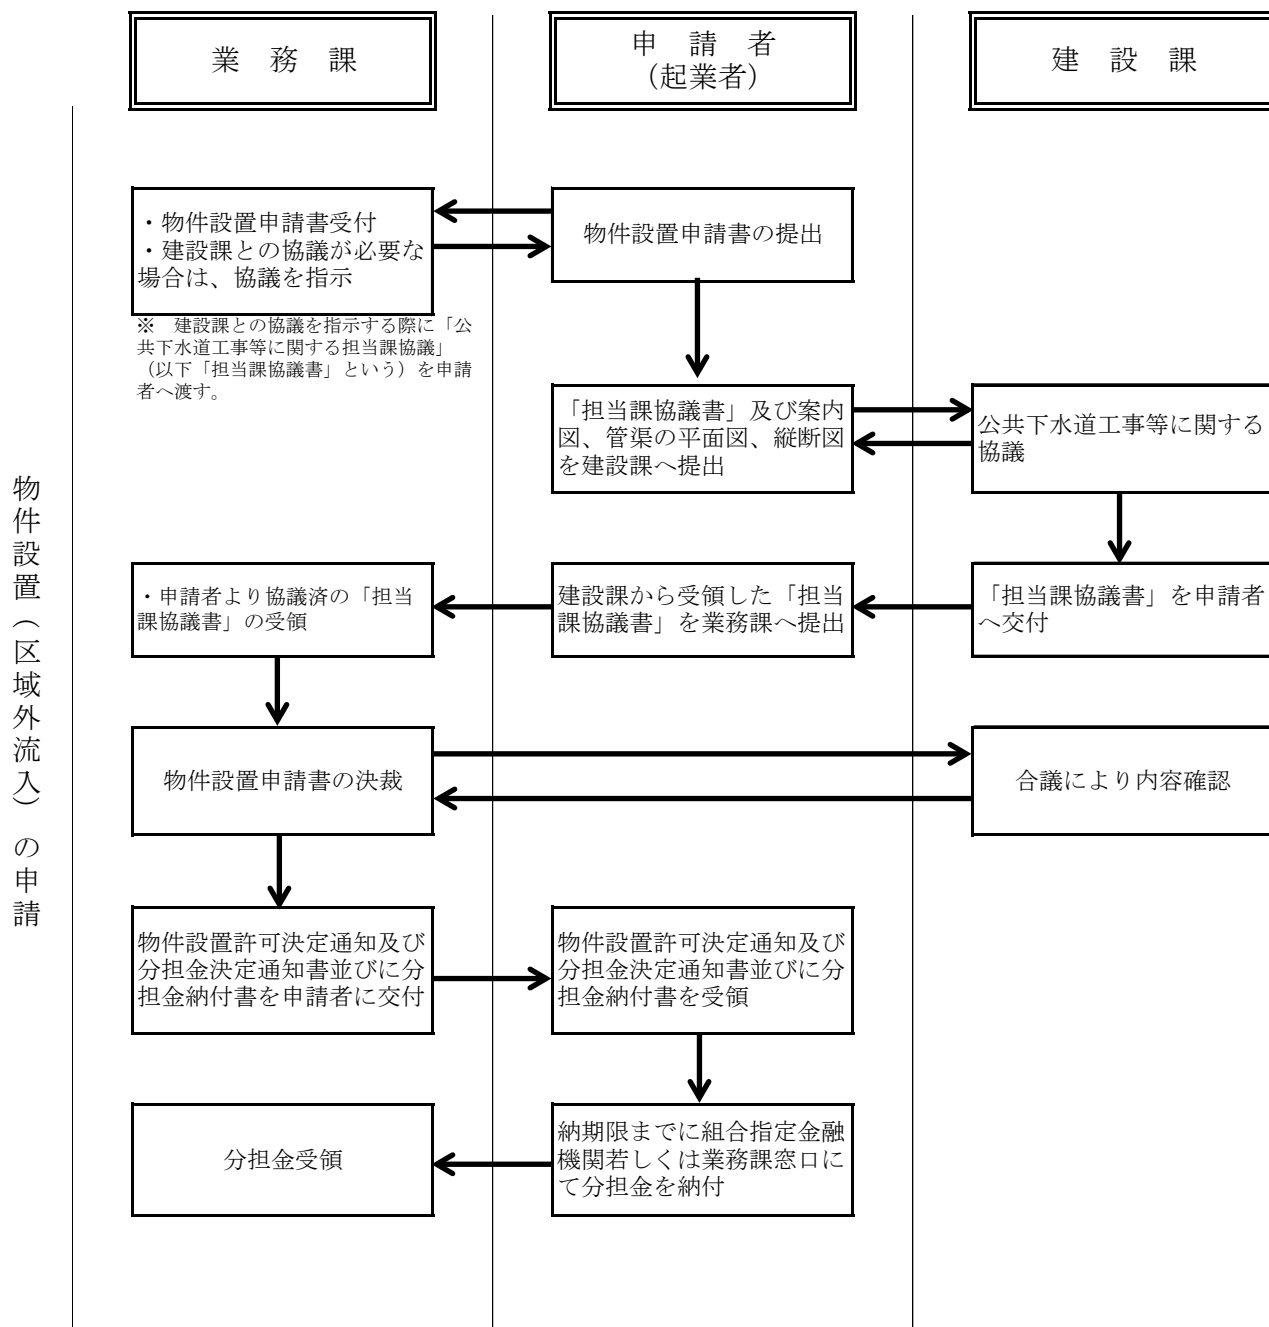 業　務　課
申　請　者
（起業者）
建　設　課
物件設置（区域外流入）の申請
・物件設置申請書受付
・建設課との協議が必要な
場合は、協議を指示
物件設置申請書の提出
※　建設課との協議を指示する際に「公
共下水道工事等に関する担当課協議」
（以下「担当課協議書」という）を申請
者へ渡す。
「担当課協議書」及び案内
図、管渠の平面図、縦断図
を建設課へ提出
公共下水道工事等に関する
協議
・申請者より協議済の「担当
課協議書」の受領
建設課から受領した「担当
課協議書」を業務課へ提出
「担当課協議書」を申請者
へ交付
物件設置申請書の決裁
合議により内容確認
物件設置許可決定通知及び
分担金決定通知書並びに分
担金納付書を申請者に交付
物件設置許可決定通知及び
分担金決定通知書並びに分
担金納付書を受領
分担金受領
納期限までに組合指定金融
機関若しくは業務課窓口に
て分担金を納付